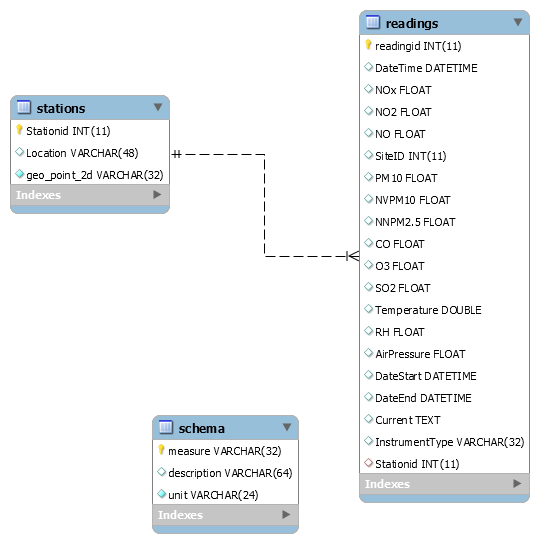 stations
Stationid INT(11)
Location VARCHAR(48)
geo_point_2d VARCHAR(32)
Indexes
readings
readingid INT(11)
DateTime DATETIME
NOx FLOAT
NO2 FLOAT
NO FLOAT
SiteID INT(11)
PM10 FLOAT
NVPM10 FLOAT
NNPM2.5 FLOAT
CO FLOAT
O3 FLOAT
SO2 FLOAT
Temperature DOUBLE
RH FLOAT
AirPressure FLOAT
DateStart DATETIME
DateEnd DATETIME
Current TEXT
InstrumentType VARCHAR(32)
Stationid INT(11)
Indexes
schema
measure VARCHAR(32)
description VARCHAR(64)
unit VARCHAR(24)
Indexes